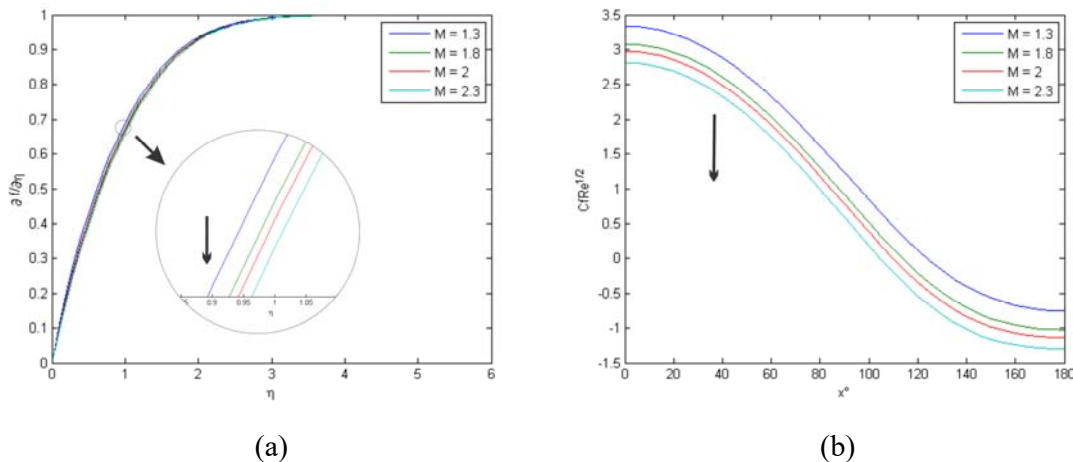 1
0.9
0.8
0.7
0.6
0.5
0.4
0.3
0.2
0.1
0
∂ f/∂η
0 1 2 3 4 5 6
η
M = 1.3
M = 1.8
M = 2
M = 2.3
0.9 0.95 1 1.05
η
(a)
3.5
3
2.5
2
1.5
1
0
-0.5
-1
-1.5
CfRe1/2
0 20 40 60 80 100 120 140 160 180
x°
M = 1.3
M = 1.8
M = 2
M = 2.3
(b)